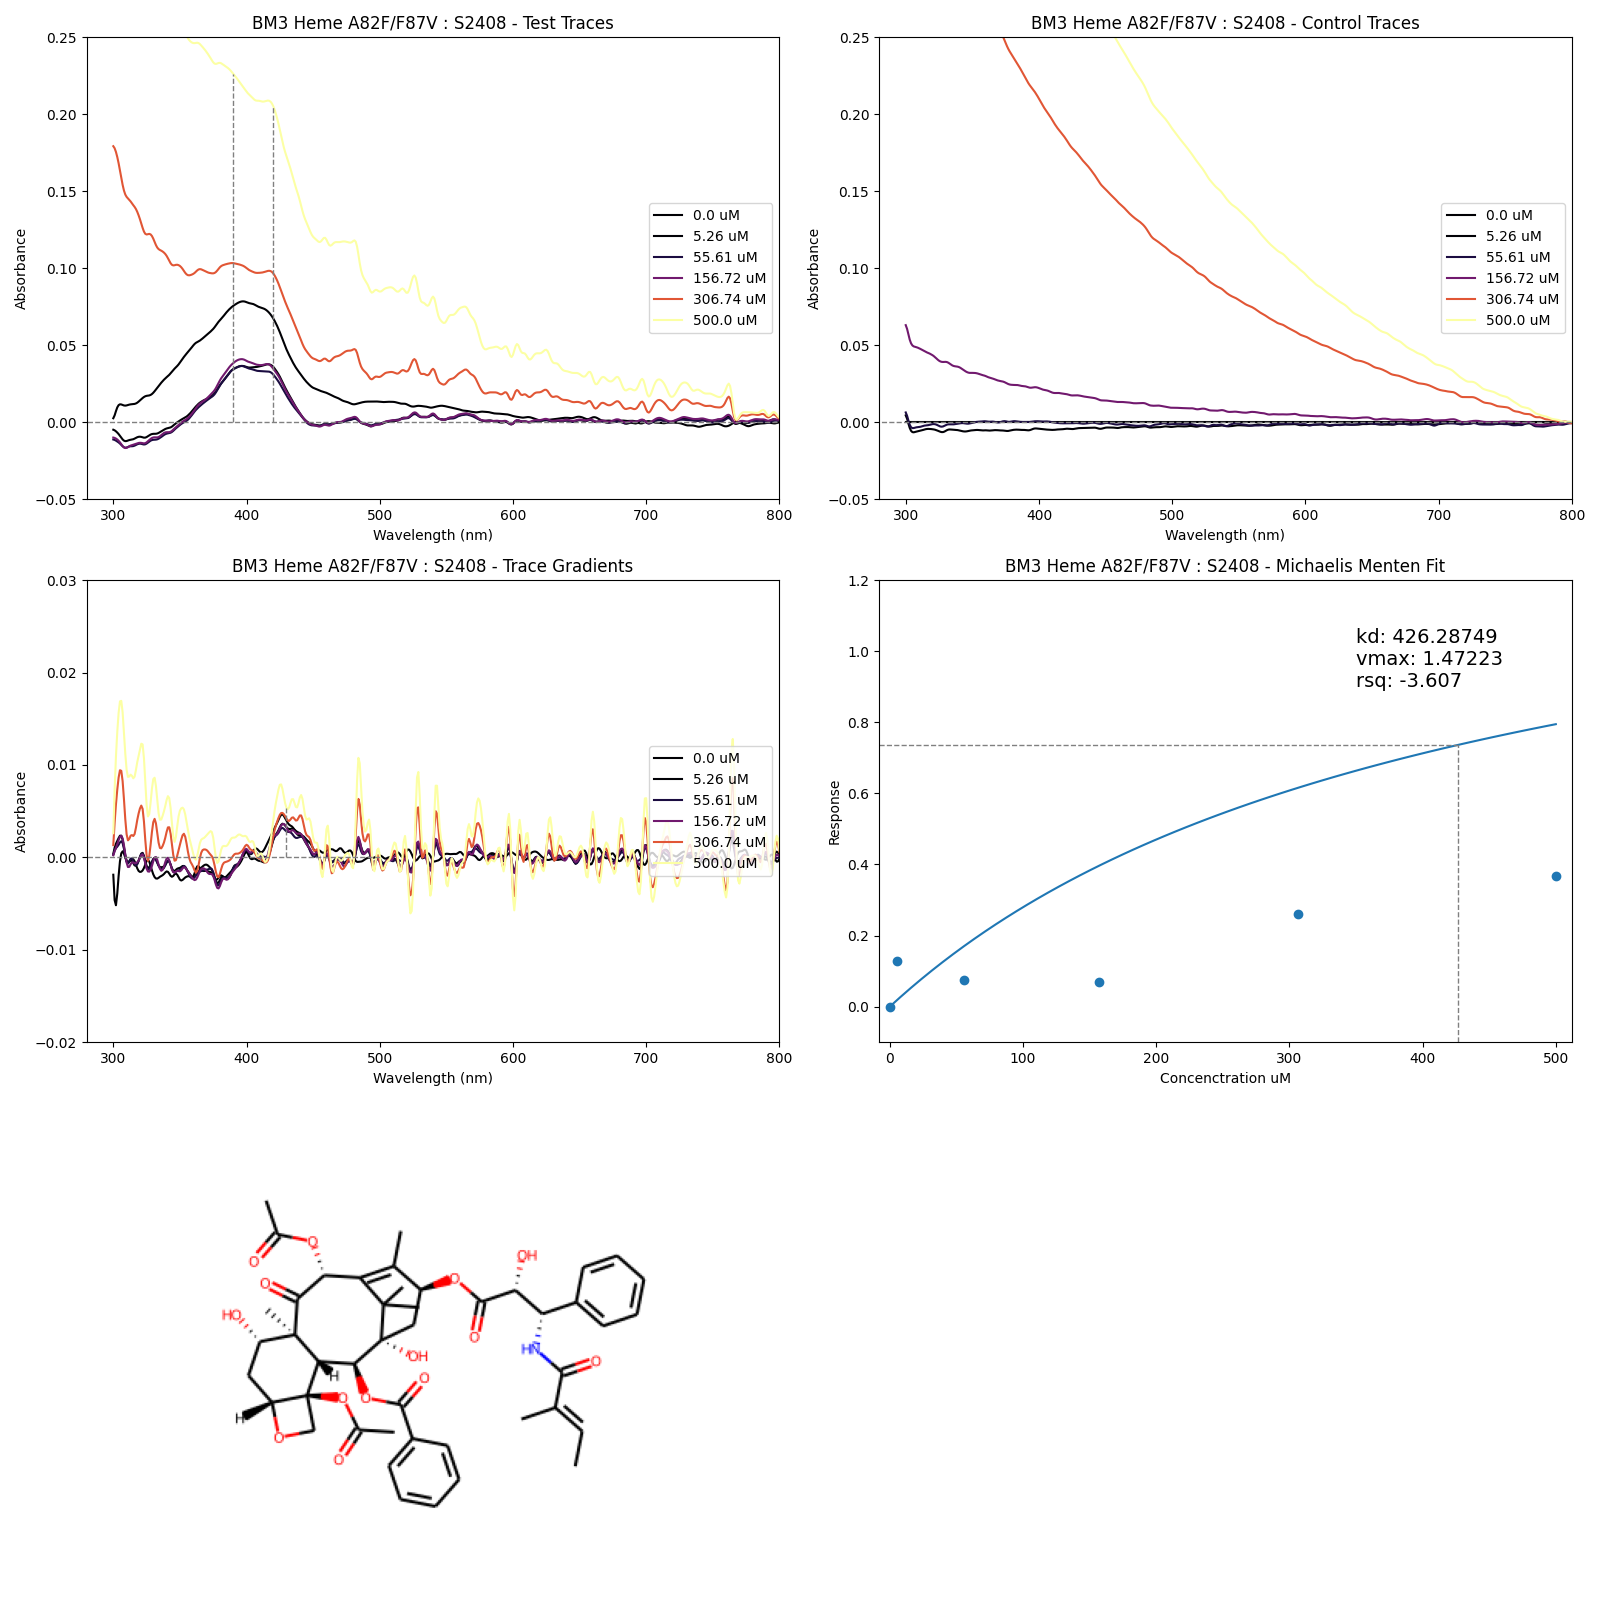 BM3 Heme A82F/F87V : S2408 - Test Traces
0.25
0.20
0.15
0.10
0.05
0.00
−0.05
Absorbance
300 400 500 600 700 800
Wavelength (nm)
0.0 uM
5.26 uM
55.61 uM
156.72 uM
306.74 uM
500.0 uM
BM3 Heme A82F/F87V : S2408 - Control Traces
0.25
0.20
0.15
0.10
0.05
0.00
−0.05
Absorbance
300 400 500 600 700 800
Wavelength (nm)
0.0 uM
5.26 uM
55.61 uM
156.72 uM
306.74 uM
500.0 uM
BM3 Heme A82F/F87V : S2408 - Trace Gradients
0.03
0.02
0.01
0.00
−0.01
−0.02
Absorbance
300 400 500 600 700 800
Wavelength (nm)
0.0 uM
5.26 uM
55.61 uM
156.72 uM
306.74 uM
500.0 uM
BM3 Heme A82F/F87V : S2408 - Michaelis Menten Fit
1.2
1.0
0.8
0.6
0.4
0.2
0.0
Response
kd: 426.28749
vmax: 1.47223
rsq: -3.607
0 100 200 300 400 500
Concenctration uM
O
O
OH
O
O
HO
O
HN
O
OH
H
O
O
O
H
O
O